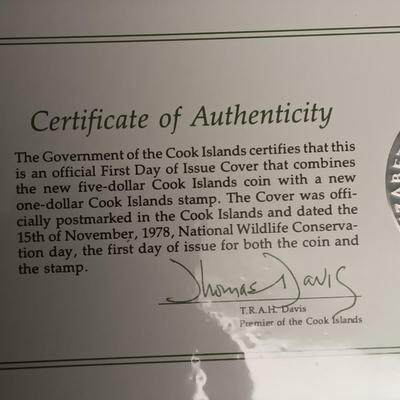 Certificate of Authenticity
The Government of the Cook Islands certifies that this
is an official First Day of Issue Cover that combines
the new five-dollar Cook Islands coin with a new
one-dollar Cook Islands stamp. The Cover was offi-
cially postmarked in the Cook Islands and dated the
15th of November, 1978, National Wildlife Conserva-
tion day, the first day of issue for both the coin and
the stamp.
Thomas Davis
T.R.A.H. Davis
Premier of the Cook Islands
ZABE